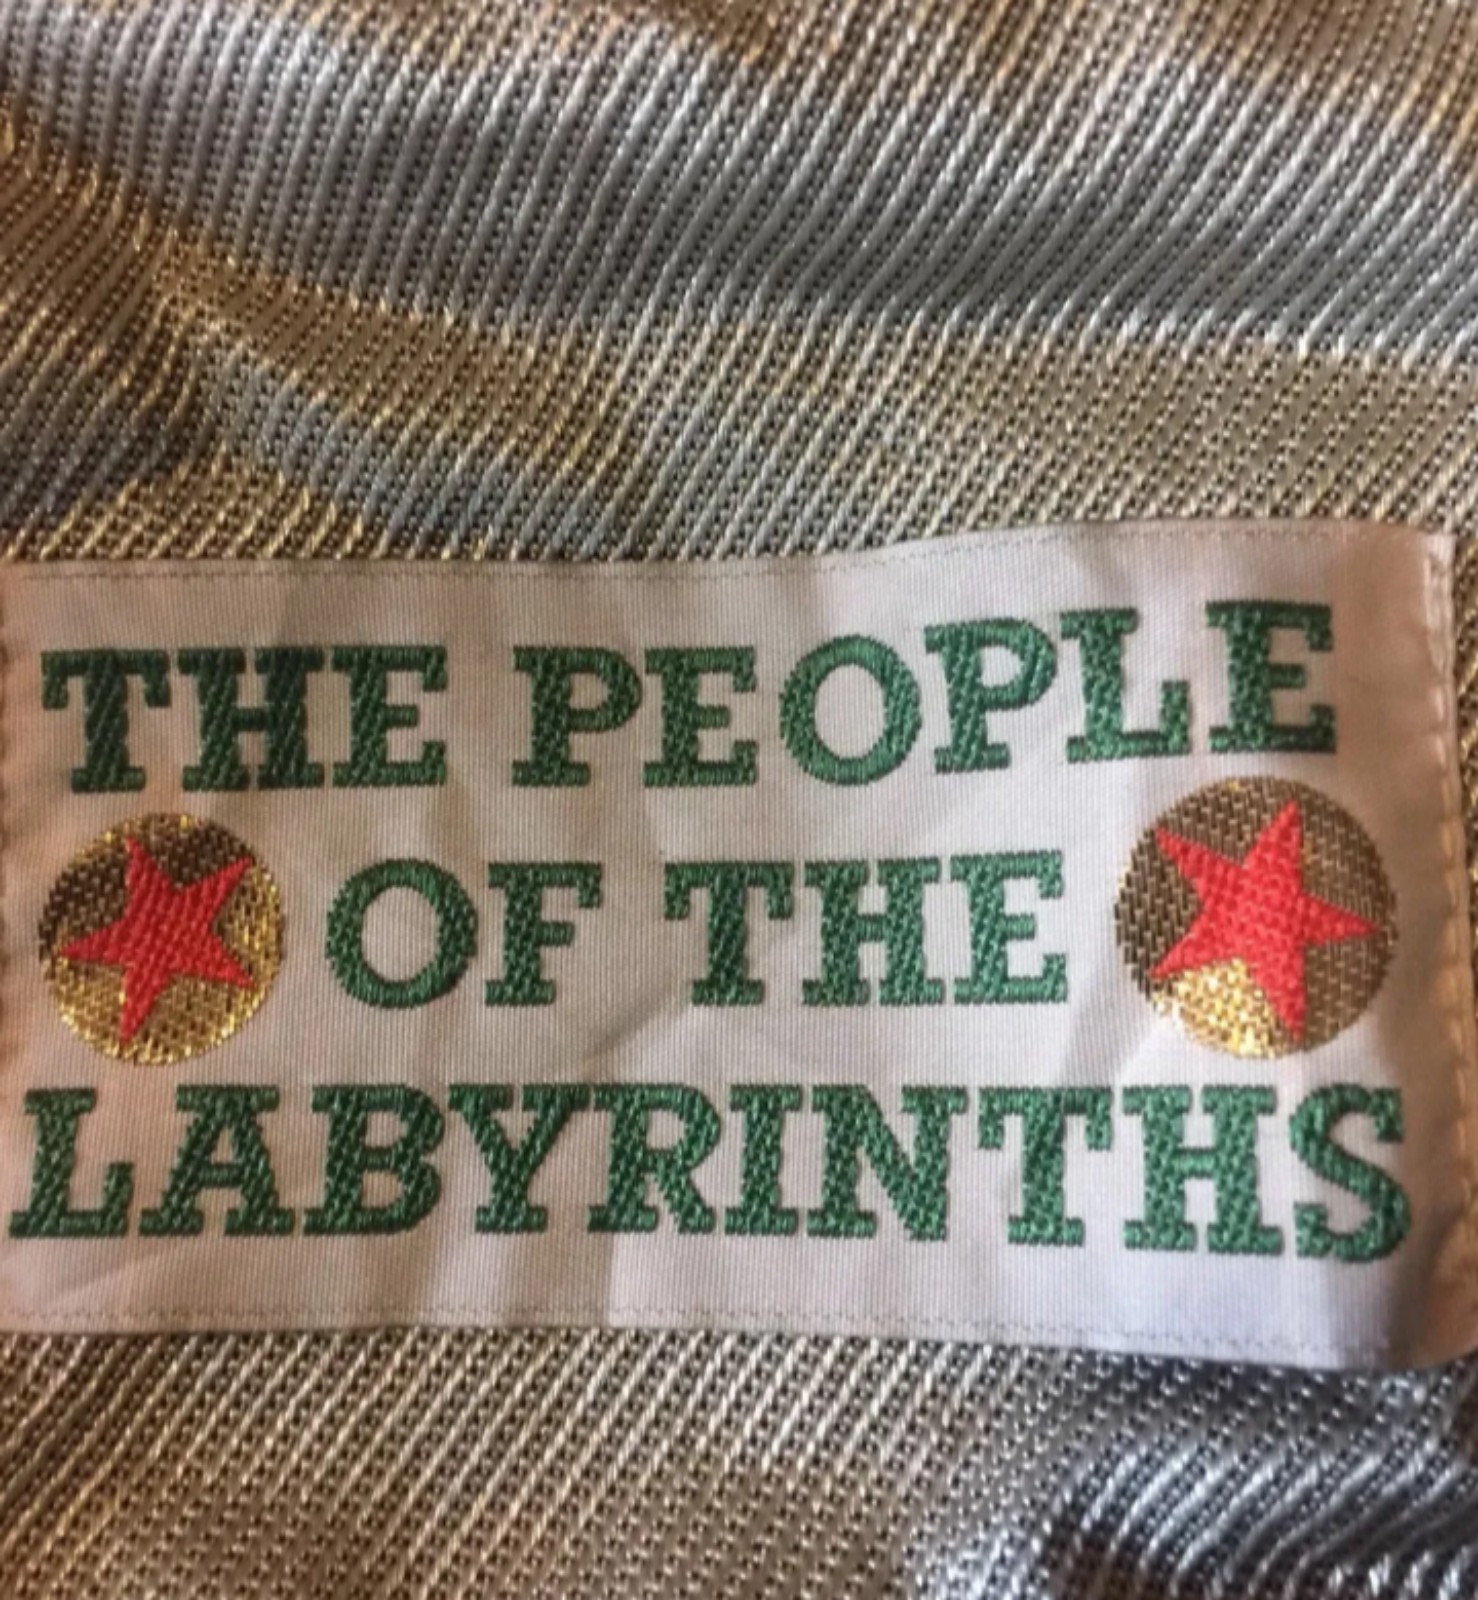 THE PEOPLE
OF THE
LABYRINTHS